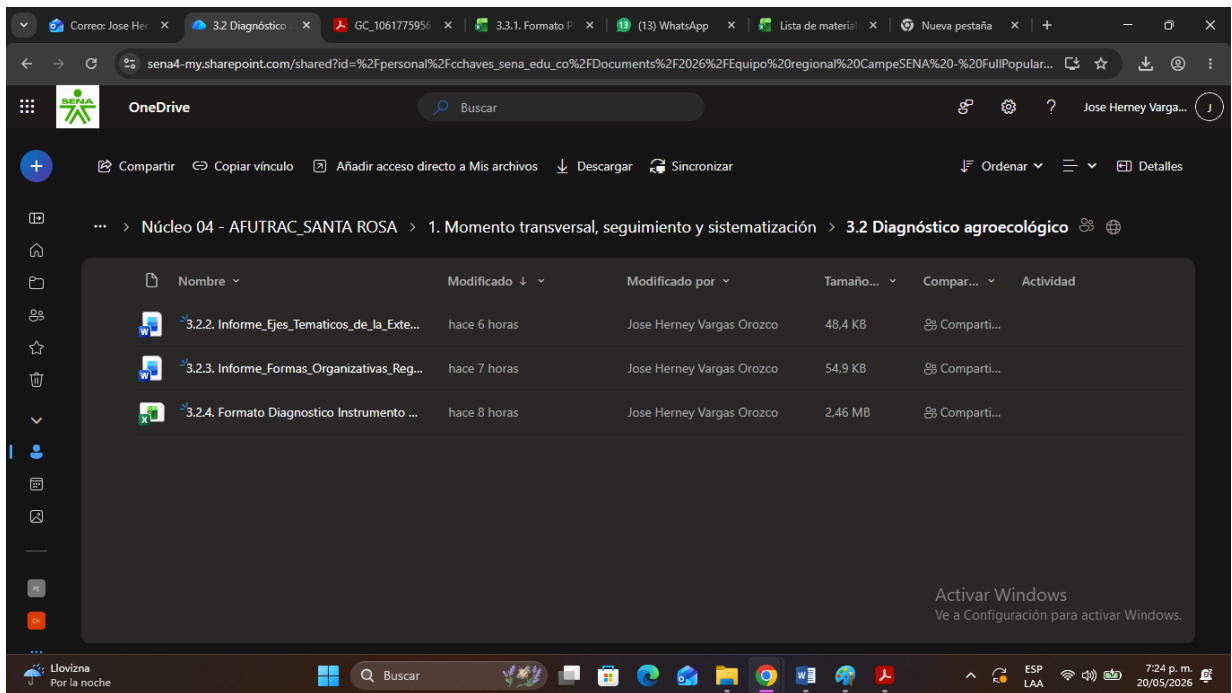 Correo: Jose Her
3.2 Diagnóstico
GC_1061775956
3.3.1. Formato P
13 (13) WhatsApp
Lista de material
Nueva pestaña
sena4-my.sharepoint.com/shared?id=%2Fpersonal%2Fcchaves_sena_edu_co%2FDocuments%2F2026%2FEquipo%20regional%20CampeSENA%20-%20FullPopular...
SENA
OneDrive
Buscar
Jose Herney Varga...
J
Compartir
Copiar vínculo
Añadir acceso directo a Mis archivos
Descargar
Sincronizar
Ordenar
Detalles
... > Núcleo 04 - AFUTRAC_SANTA ROSA > 1. Momento transversal, seguimiento y sistematización > 3.2 Diagnóstico agroecológico
Nombre Modificado Modificado por Tamaño... Compar... Actividad
3.2.2. Informe_Ejes_Tematicos_de_la_Exte... hace 6 horas Jose Herney Vargas Orozco 48,4 KB Comparti...
3.2.3. Informe_Formas_Organizativas_Reg... hace 7 horas Jose Herney Vargas Orozco 54,9 KB Comparti...
3.2.4. Formato Diagnostico Instrumento ... hace 8 horas Jose Herney Vargas Orozco 2,46 MB Comparti...
CH
Activar Windows
Ve a Configuración para activar Windows.
Llovizna
Por la noche
Buscar
ESP
LAA
7:24 p. m.
20/05/2026